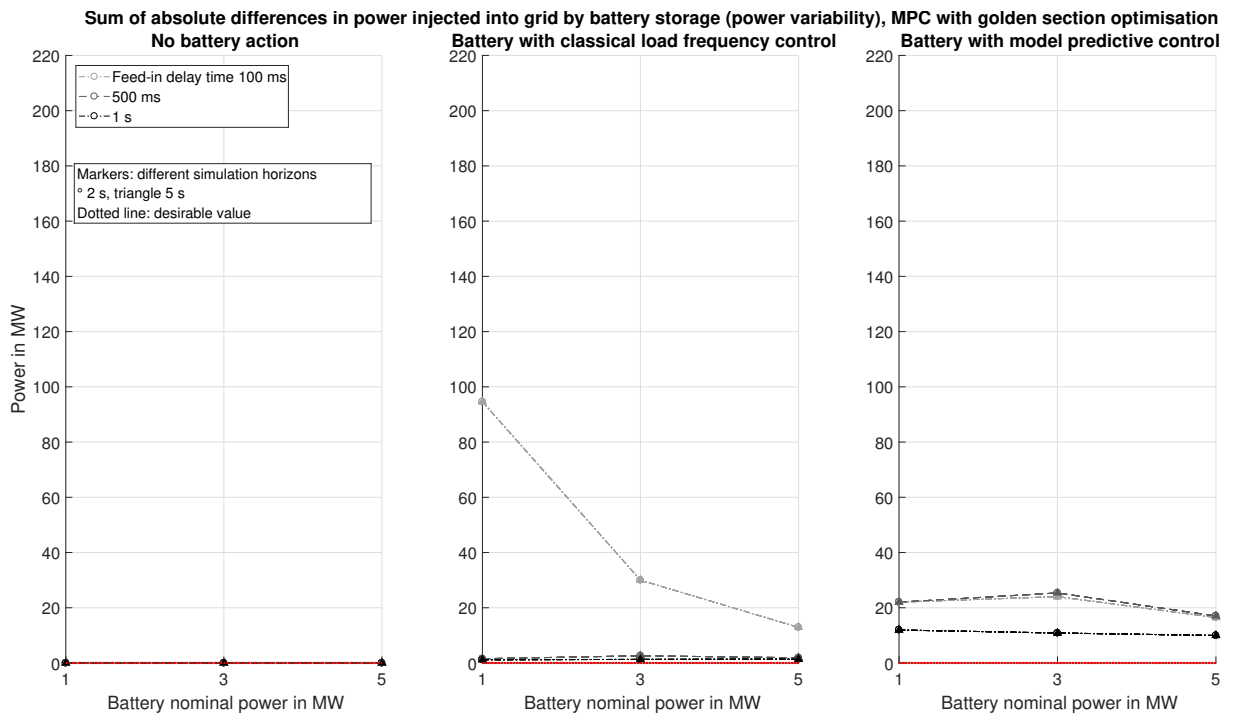 Sum of absolute differences in power injected into grid by battery storage (power variability), MPC with golden section optimisation
No battery action
Battery with classical load frequency control
Battery with model predictive control
Power in MW
220
200
180
160
140
120
100
80
60
40
20
0
Feed-in delay time 100 ms
500 ms
1 s
Markers: different simulation horizons
° 2 s, triangle 5 s
Dotted line: desirable value
1 3 5
Battery nominal power in MW
220
200
180
160
140
120
100
80
60
40
20
0
1 3 5
Battery nominal power in MW
220
200
180
160
140
120
100
80
60
40
20
0
1 3 5
Battery nominal power in MW